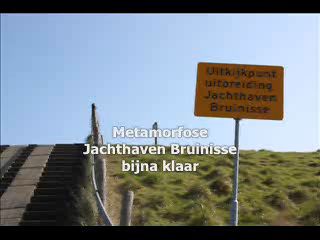 Uitkijkpunt
uitbreiding
Jachthaven
Bruinisse
Metamorfose
Jachthaven Bruinisse
bijna klaar